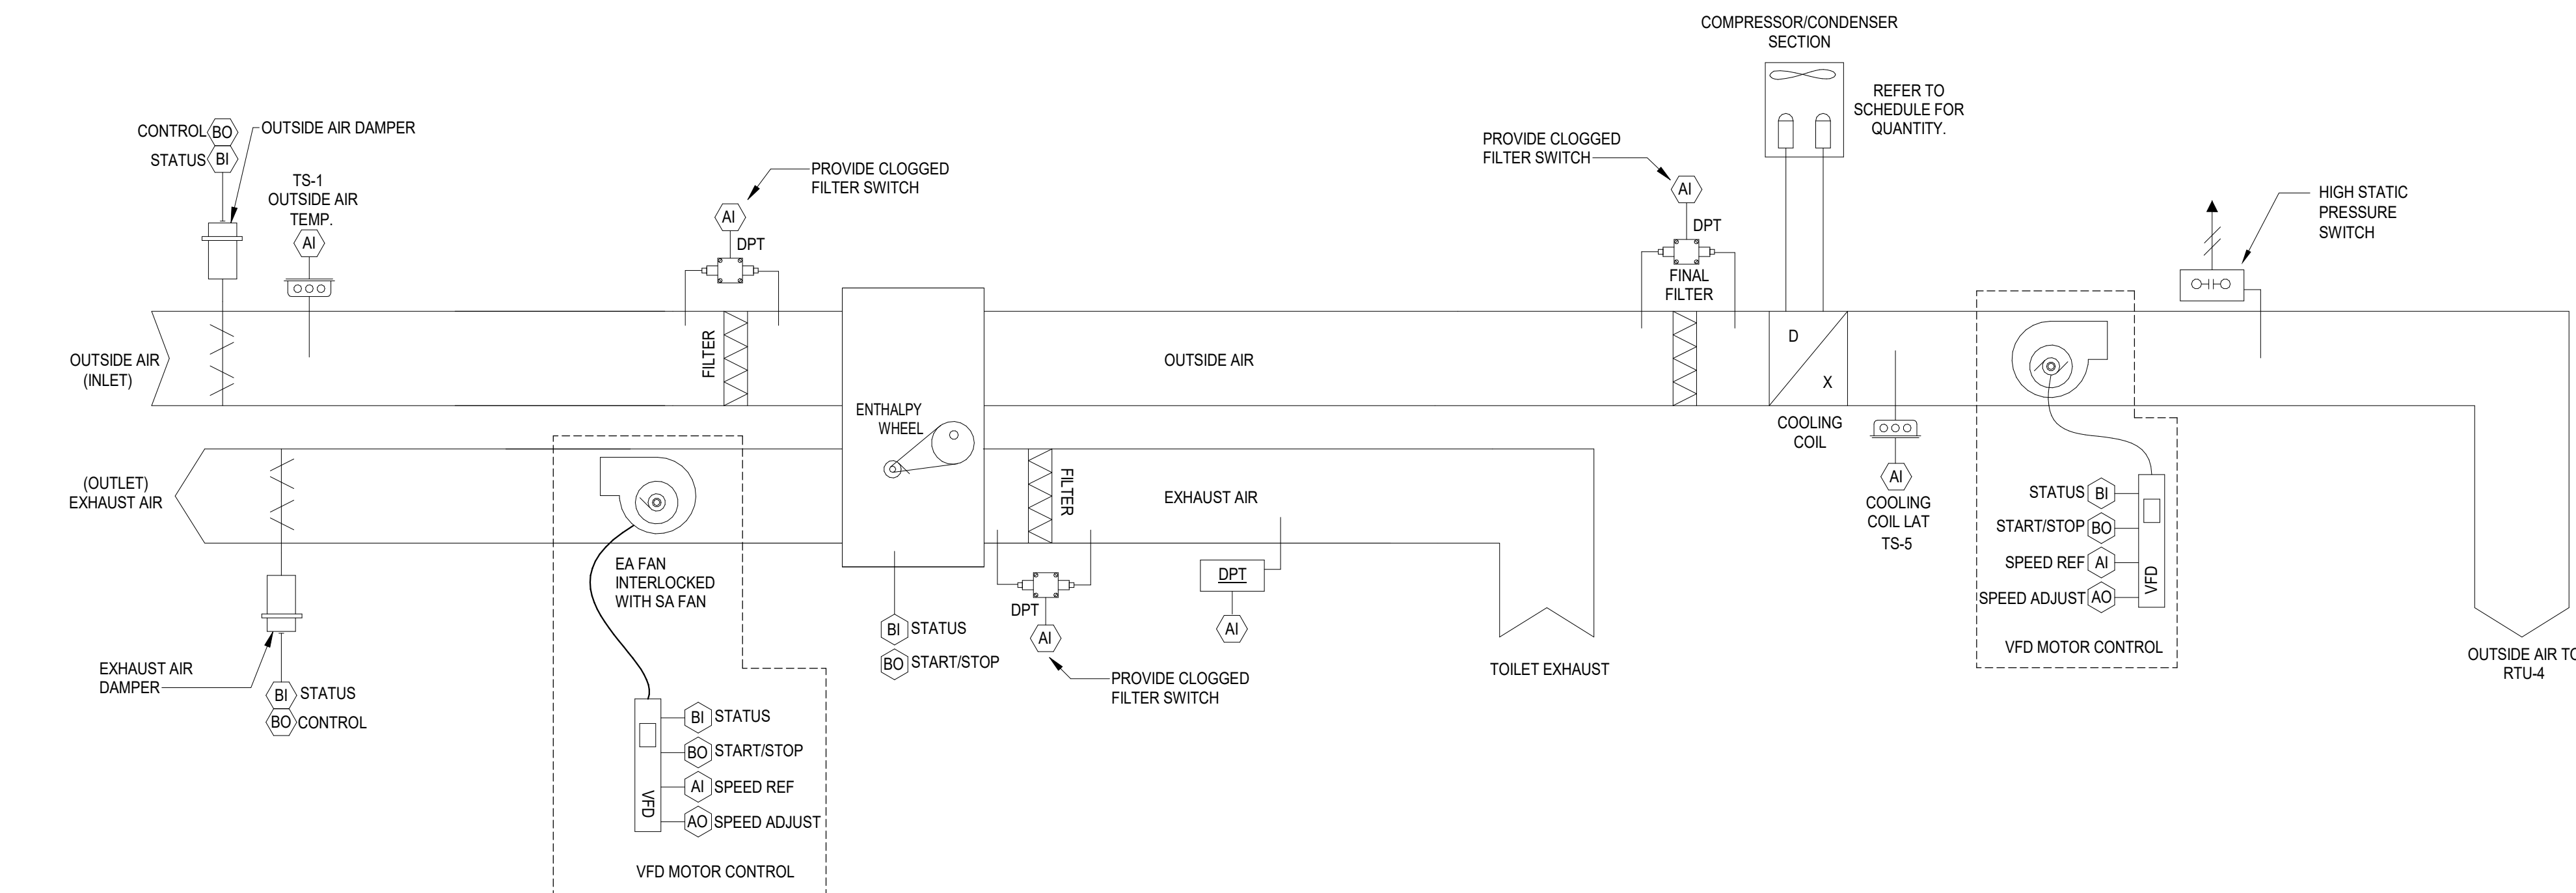 COMPRESSOR/CONDENSER
SECTION
REFER TO
SCHEDULE FOR
QUANTITY.
CONTROL BO
STATUS BI
OUTSIDE AIR DAMPER
TS-1
OUTSIDE AIR
TEMP.
AI
PROVIDE CLOGGED
FILTER SWITCH
AI
DPT
PROVIDE CLOGGED
FILTER SWITCH
AI
DPT
FINAL
FILTER
HIGH STATIC
PRESSURE
SWITCH
OUTSIDE AIR
(INLET)
FILTER
ENTHALPY
WHEEL
OUTSIDE AIR
D
X
COOLING
COIL
AI
COOLING
COIL LAT
TS-5
(OUTLET)
EXHAUST AIR
FILTER
EXHAUST AIR
EA FAN
INTERLOCKED
WITH SA FAN
DPT
AI
PROVIDE CLOGGED
FILTER SWITCH
DPT
AI
BI STATUS
BO START/STOP
TOILET EXHAUST
STATUS BI
START/STOP BO
SPEED REF AI
SPEED ADJUST AO
VFD
VFD MOTOR CONTROL
OUTSIDE AIR TO
RTU-4
EXHAUST AIR
DAMPER
BI STATUS
BO CONTROL
BI STATUS
BO START/STOP
AI SPEED REF
AO SPEED ADJUST
VFD
VFD MOTOR CONTROL